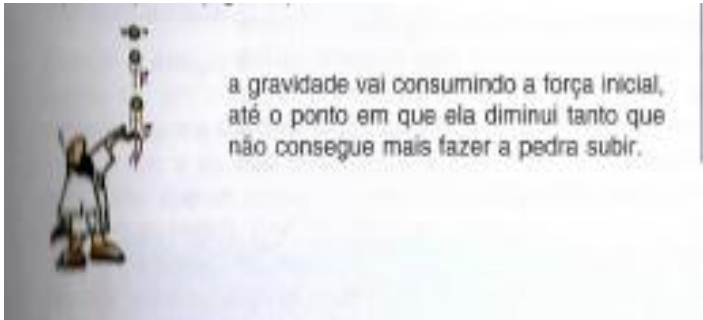 a gravidade vai consumindo a força inicial,
até o ponto em que ela diminui tanto que
não consegue mais fazer a pedra subir.